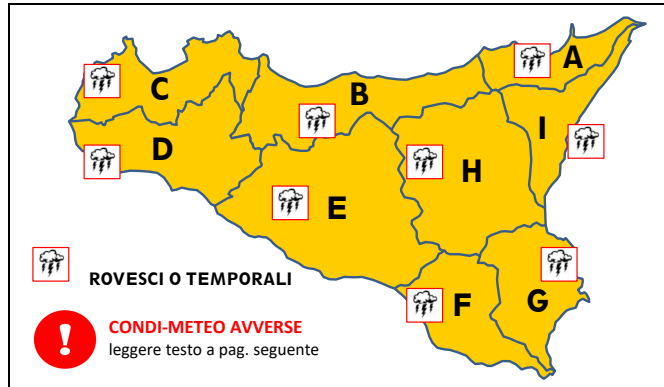 A
C
B
I
D
H
E
F
G
ROVESCI O TEMPORALI
CONDI-METEO AVVERSE
leggere testo a pag. seguente